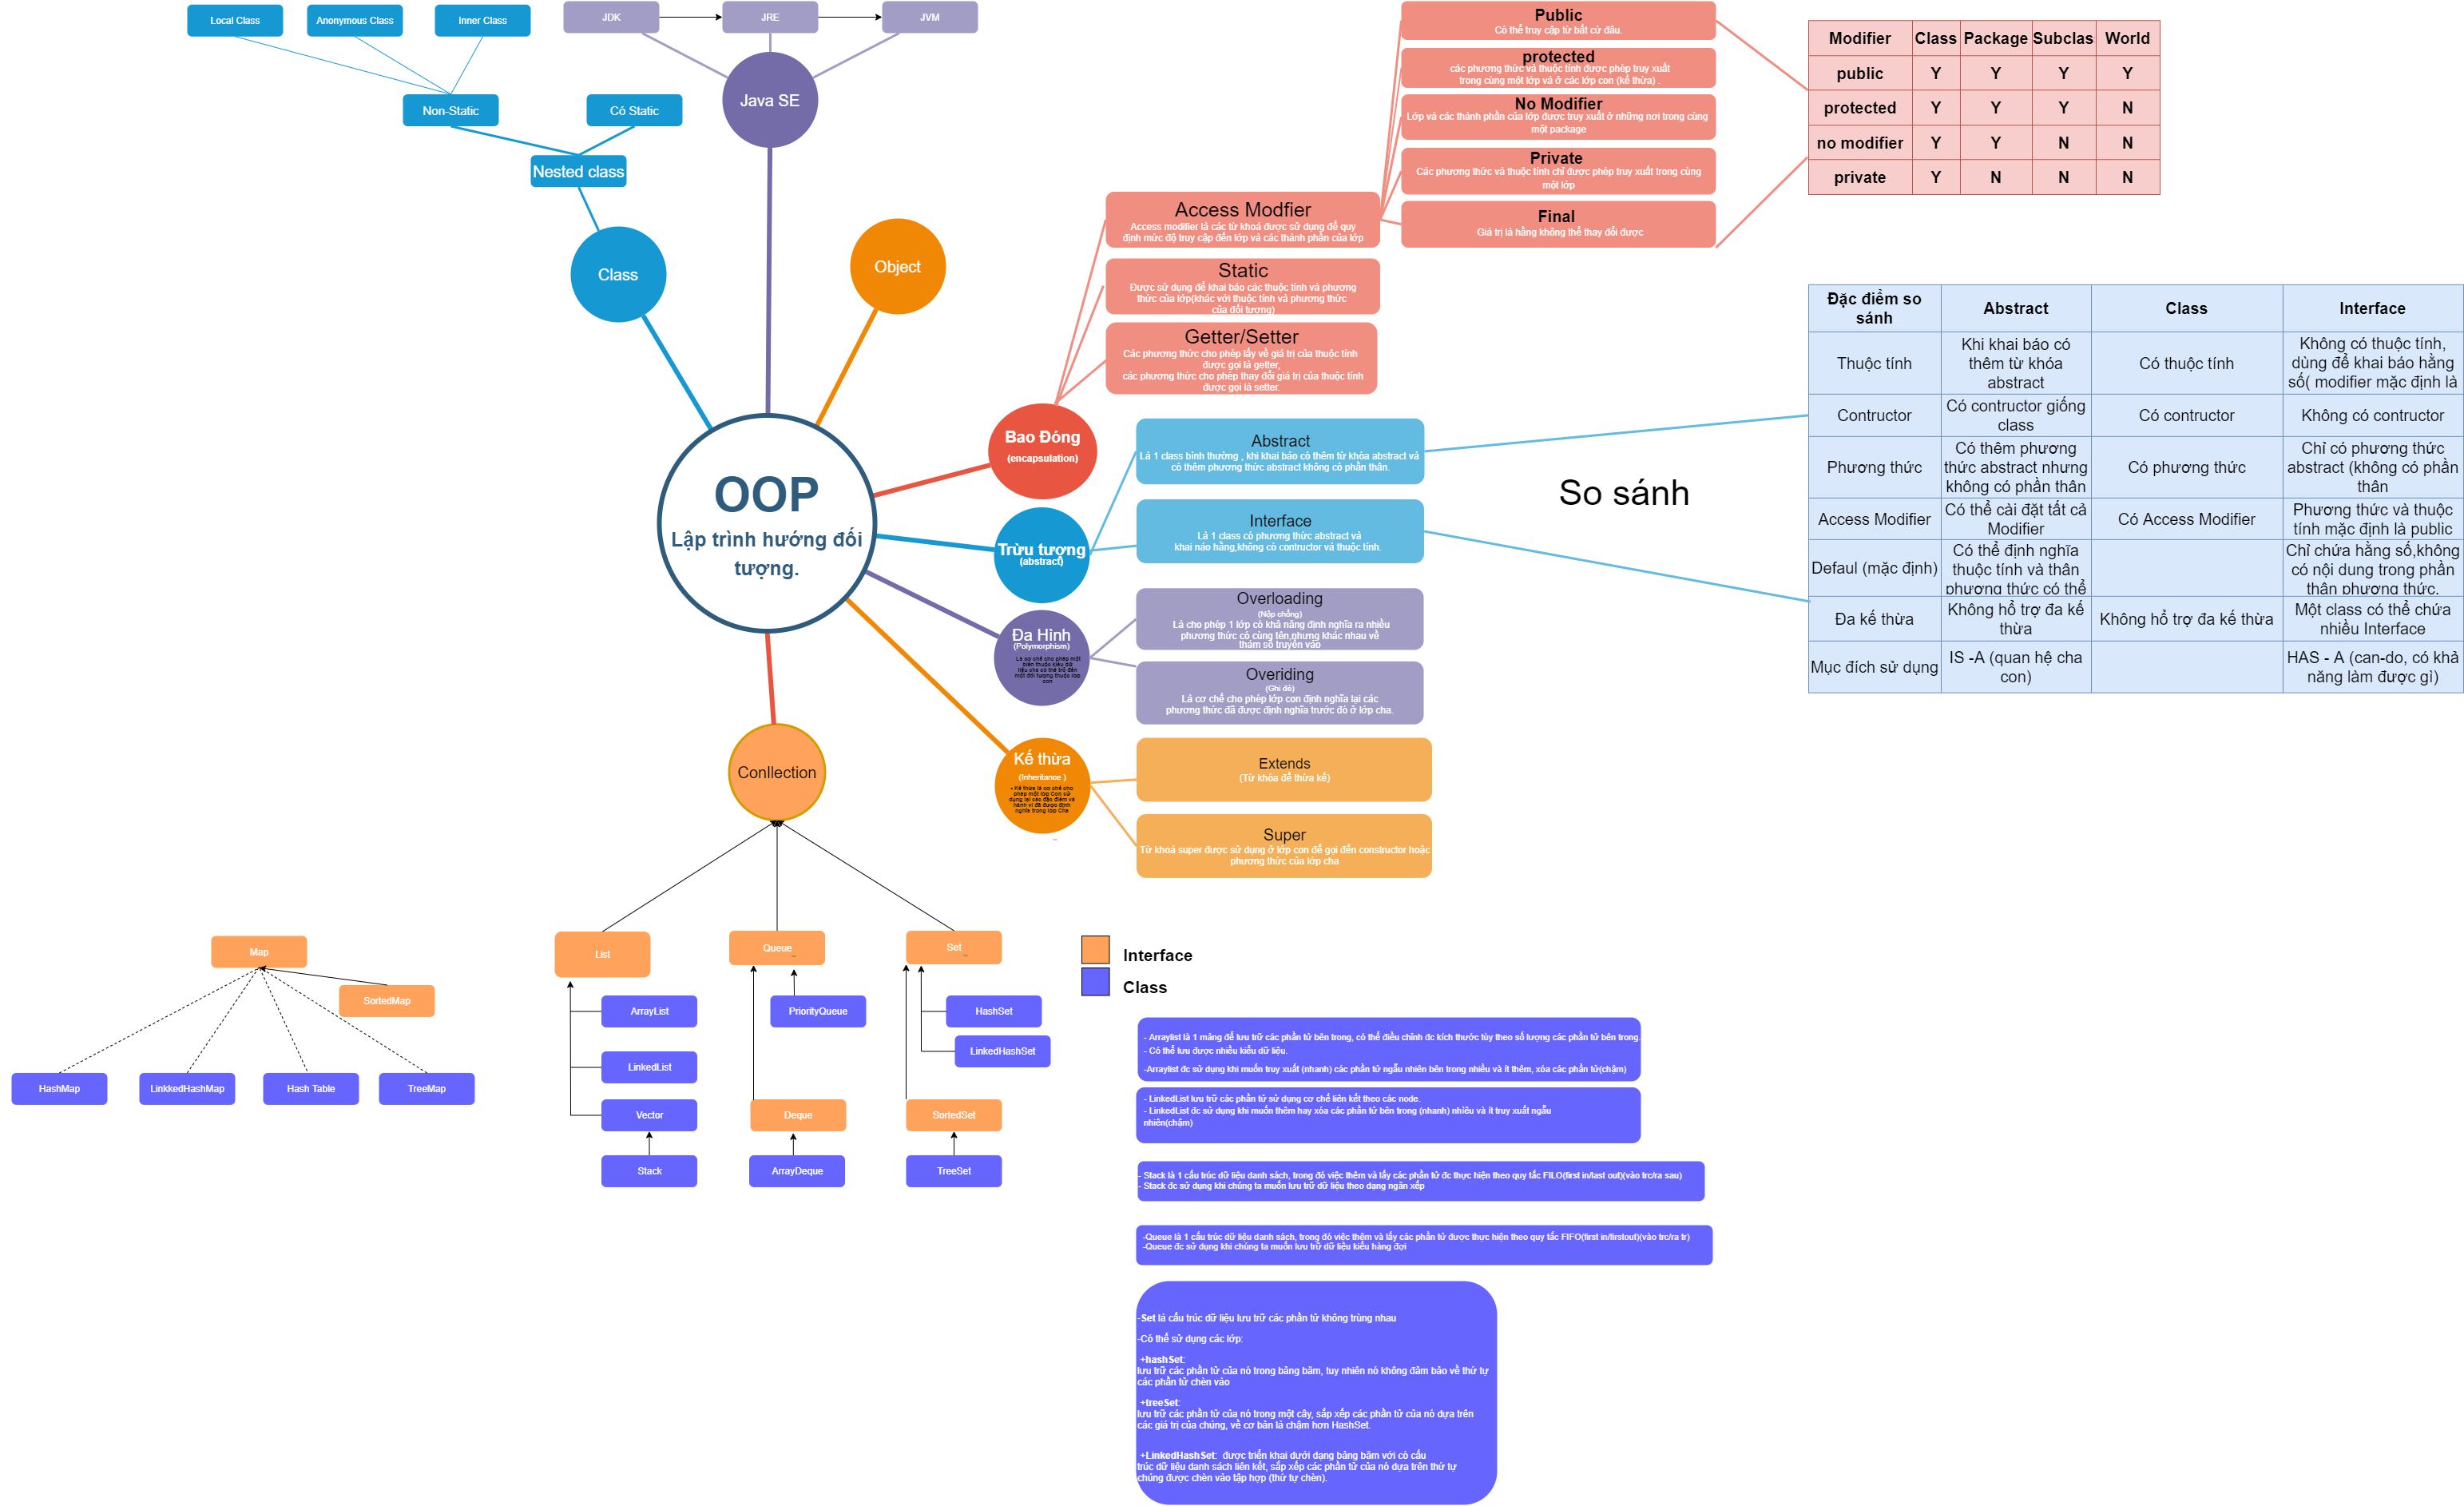 Local Class
Anonymous Class
Inner Class
JDK
JRE
JVM
Non-Static
Có Static
Java SE
Nested class
Class
Object
Public
Có thể truy cập từ bất cứ đâu.
protected
các phương thức và thuộc tính được phép truy xuất
trong cùng một lớp và ở các lớp con (kế thừa) .
No Modifier
Lớp và các thành phần của lớp được truy xuất ở những nơi trong cùng
một package
Private
Các phương thức và thuộc tính chỉ được phép truy xuất trong cùng
một lớp
Final
Giá trị là hằng không thể thay đổi được
Modifier Class Package Subclas World
public Y Y Y Y
protected Y Y Y N
no modifier Y Y N N
private Y N N N
Access Modfier
Access modifier là các từ khoá được sử dụng để quy
định mức độ truy cập đến lớp và các thành phần của lớp
Static
Được sử dụng để khai báo các thuộc tính và phương
thức của lớp(khác với thuộc tính và phương thức
của đối tượng)
Getter/Setter
Các phương thức cho phép lấy về giá trị của thuộc tính
được gọi là getter,
các phương thức cho phép thay đổi giá trị của thuộc tính
được gọi là setter.
OOP
Lập trình hướng đối
tượng.
Bao Đóng
(encapsulation)
Trừu tượng
(abstract)
Abstract
Là 1 class bình thường , khi khai báo có thêm từ khóa abstract và
có thêm phương thức abstract không có phần thân.
Interface
Là 1 class có phương thức abstract và
khai náo hằng,không có contructor và thuộc tính.
Đa Hình
(Polymorphism)
Là cơ chế cho phép một
biến thuộc kiểu dữ
liệu cha có thể trỏ đến
một đối tượng thuộc lớp
con
Overloading
(Nộp chồng)
Là cho phép 1 lớp có khả năng định nghĩa ra nhiều
phương thức có cùng tên,nhưng khác nhau về
tham số truyền vào
Overiding
(Ghi đè)
Là cơ chế cho phép lớp con định nghĩa lại các
phương thức đã được định nghĩa trước đó ở lớp cha.
Kế thừa
(Inheritance )
• Kế thừa là cơ chế cho
phép một lớp Con sử
dụng lại các đặc điểm và
hành vi đã được định
nghĩa trong lớp Cha
Extends
(Từ khóa để thừa kế)
Super
Từ khoá super được sử dụng ở lớp con để gọi đến constructor hoặc
phương thức của lớp cha
So sánh
Đặc điểm so
sánh
Abstract
Class
Interface
Thuộc tính
Khi khai báo có
thêm từ khóa
abstract
Có thuộc tính
Không có thuộc tính,
dùng để khai báo hằng
số( modifier mặc định là
Contructor
Có contructor giống
class
Có contructor
Không có contructor
Phương thức
Có thêm phương
thức abstract nhưng
không có phần thân
Có phương thức
Chỉ có phương thức
abstract (không có phần
thân
Access Modifier
Có thể cài đặt tất cả
Modifier
Có Access Modifier
Phương thức và thuộc
tính mặc định là public
Defaul (mặc định)
Có thể định nghĩa
thuộc tính và thân
phương thức có thể
Chỉ chứa hằng số,không
có nội dung trong phần
thân phương thức.
Đa kế thừa
Không hổ trợ đa kế
thừa
Không hổ trợ đa kế thừa
Một class có thể chứa
nhiều Interface
Mục đích sử dụng
IS -A (quan hệ cha
con)
HAS - A (can-do, có khả
năng làm được gì)
Conllection
Map
SortedMap
HashMap
LinkkedHashMap
Hash Table
TreeMap
List
ArrayList
LinkedList
Vector
Stack
Queue
PriorityQueue
Deque
ArrayDeque
Set
HashSet
LinkedHashSet
SortedSet
TreeSet
Interface
Class
- Arraylist là 1 mảng để lưu trữ các phần tử bên trong, có thể điều chỉnh đc kích thước tùy theo số lượng các phần tử bên trong.
- Có thể lưu được nhiều kiểu dữ liệu.
-Arraylist đc sử dụng khi muốn truy xuất (nhanh) các phần tử ngẫu nhiên bên trong nhiều và ít thêm, xóa các phần tử(chậm)
- LinkedList lưu trữ các phần tử sử dụng cơ chế liên kết theo các node.
- LinkedList đc sử dụng khi muốn thêm hay xóa các phần tử bên trong (nhanh) nhiều và ít truy xuất ngẫu
nhiên(chậm)
- Stack là 1 cấu trúc dữ liệu danh sách, trong đó việc thêm và lấy các phần tử đc thực hiện theo quy tắc FILO(first in/last out)(vào trc/ra sau)
- Stack đc sử dụng khi chúng ta muốn lưu trữ dữ liệu theo dạng ngăn xếp
-Queue là 1 cấu trúc dữ liệu danh sách, trong đó việc thêm và lấy các phần tử được thực hiện theo quy tắc FIFO(first in/firstout)(vào trc/ra tr)
-Queue đc sử dụng khi chúng ta muốn lưu trữ dữ liệu kiểu hàng đợi
-Set là cấu trúc dữ liệu lưu trữ các phần tử không trùng nhau
-Có thể sử dụng các lớp:
+hashSet:
lưu trữ các phần tử của nó trong bảng băm, tuy nhiên nó không đảm bảo về thứ tự
các phần tử chèn vào
+treeSet:
lưu trữ các phần tử của nó trong một cây, sắp xếp các phần tử của nó dựa trên
các giá trị của chúng, về cơ bản là chậm hơn HashSet.
+LinkedHashSet: được triển khai dưới dạng bảng băm với có cấu
trúc dữ liệu danh sách liên kết, sắp xếp các phần tử của nó dựa trên thứ tự
chúng được chèn vào tập hợp (thứ tự chèn).